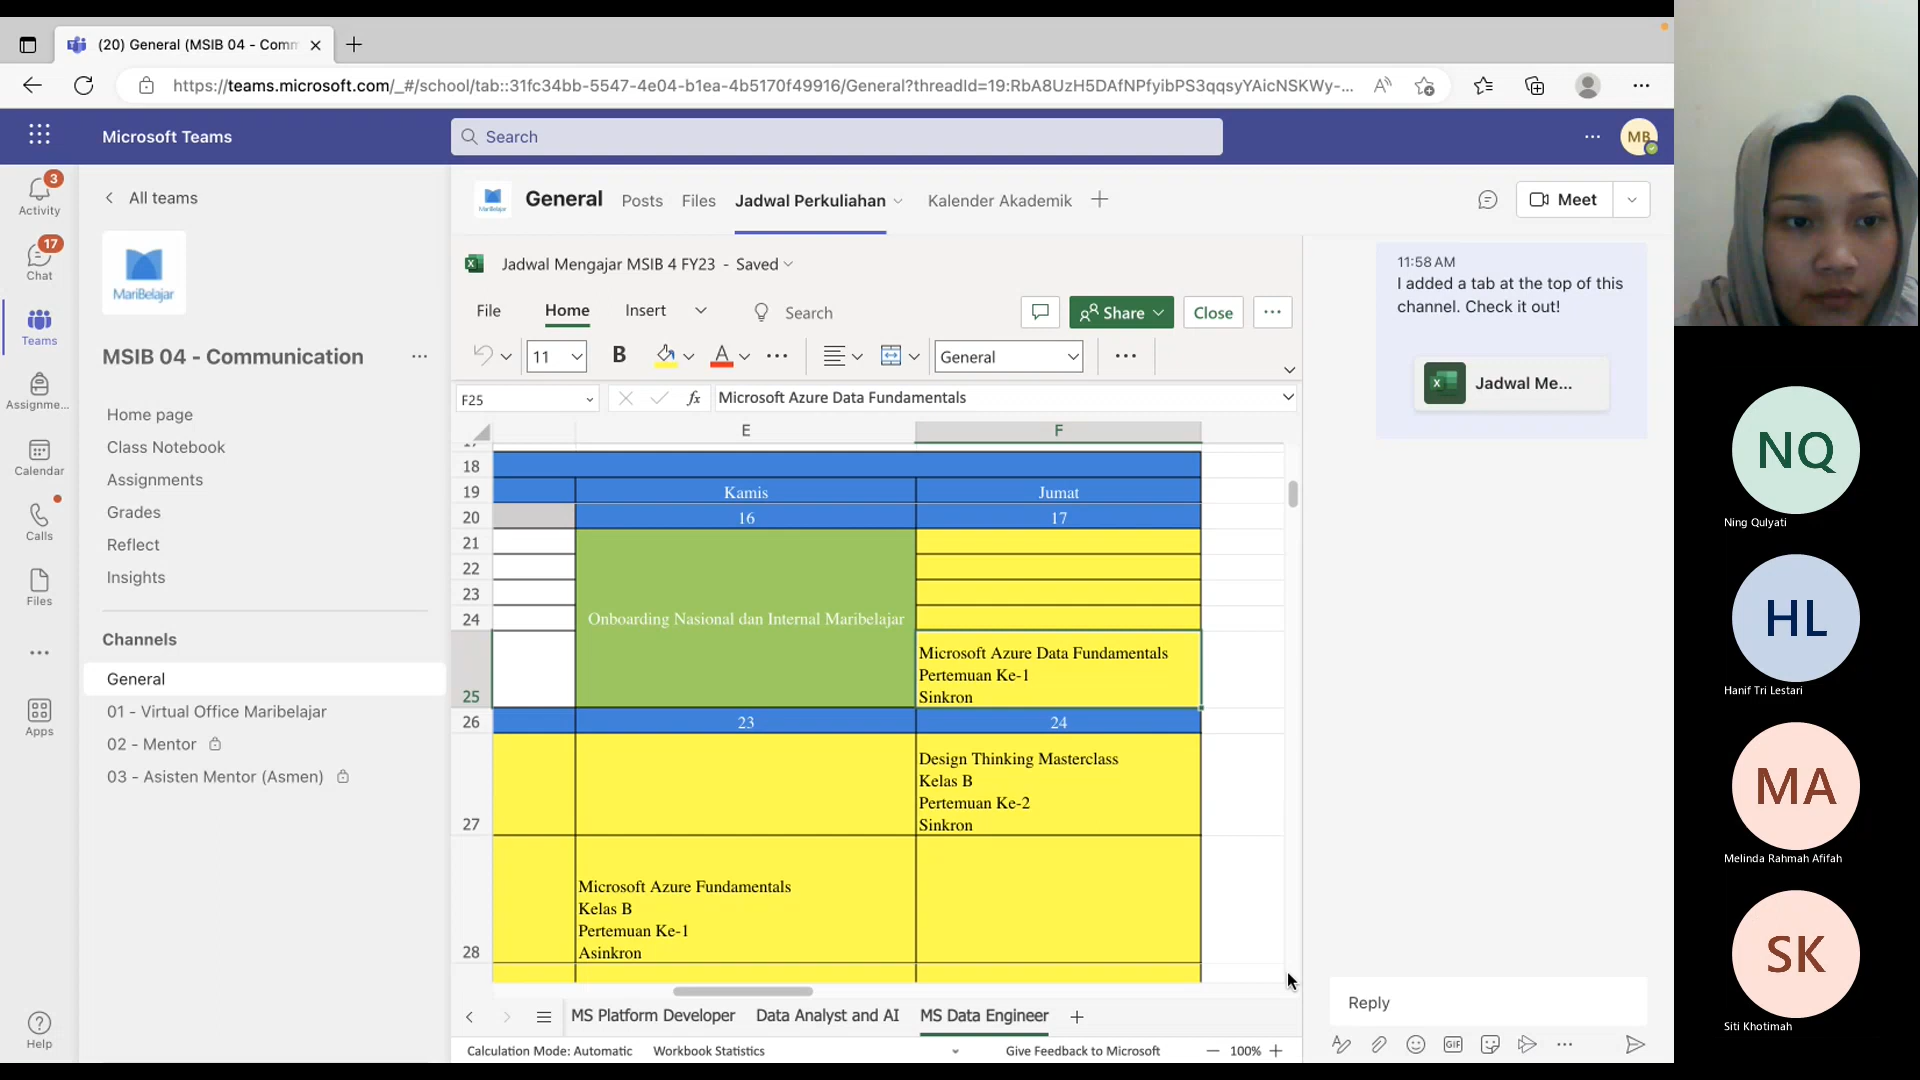 (20) General (MSIB 04 - Comm
https://teams.microsoft.com/_#/school/tab::31fc34bb-5547-4e04-b1ea-4b5170f49916/General?threadId=19:RbA8UzH5DAfNPfyibPS3qqsyYAicNSKWy-...
Microsoft Teams
Search
MB
3
Activity
17
Chat
Teams
Assignme...
Calendar
Calls
Files
...
Apps
Help
All teams
MariBelajar
MSIB 04 - Communication
...
Home page
Class Notebook
Assignments
Grades
Reflect
Insights
Channels
General
01 - Virtual Office Maribelajar
02 - Mentor
03 - Asisten Mentor (Asmen)
MariBelajar
General
Posts
Files
Jadwal Perkuliahan
Kalender Akademik
Meet
Jadwal Mengajar MSIB 4 FY23 - Saved
File
Home
Insert
Search
Share
Close
...
11
B
A
...
General
...
F25
fx
Microsoft Azure Data Fundamentals
E
F
18
19
Kamis
Jumat
20
16
17
21
22
23
24
Onboarding Nasional dan Internal Maribelajar
25
Microsoft Azure Data Fundamentals
Pertemuan Ke-1
Sinkron
26
23
24
27
Design Thinking Masterclass
Kelas B
Pertemuan Ke-2
Sinkron
28
Microsoft Azure Fundamentals
Kelas B
Pertemuan Ke-1
Asinkron
MS Platform Developer
Data Analyst and AI
MS Data Engineer
Calculation Mode: Automatic
Workbook Statistics
Give Feedback to Microsoft
100%
11:58 AM
I added a tab at the top of this
channel. Check it out!
Jadwal Me...
Reply
GIF
...
NQ
Ning Qulyati
HL
Hanif Tri Lestari
MA
Melinda Rahmah Afifah
SK
Siti Khotimah